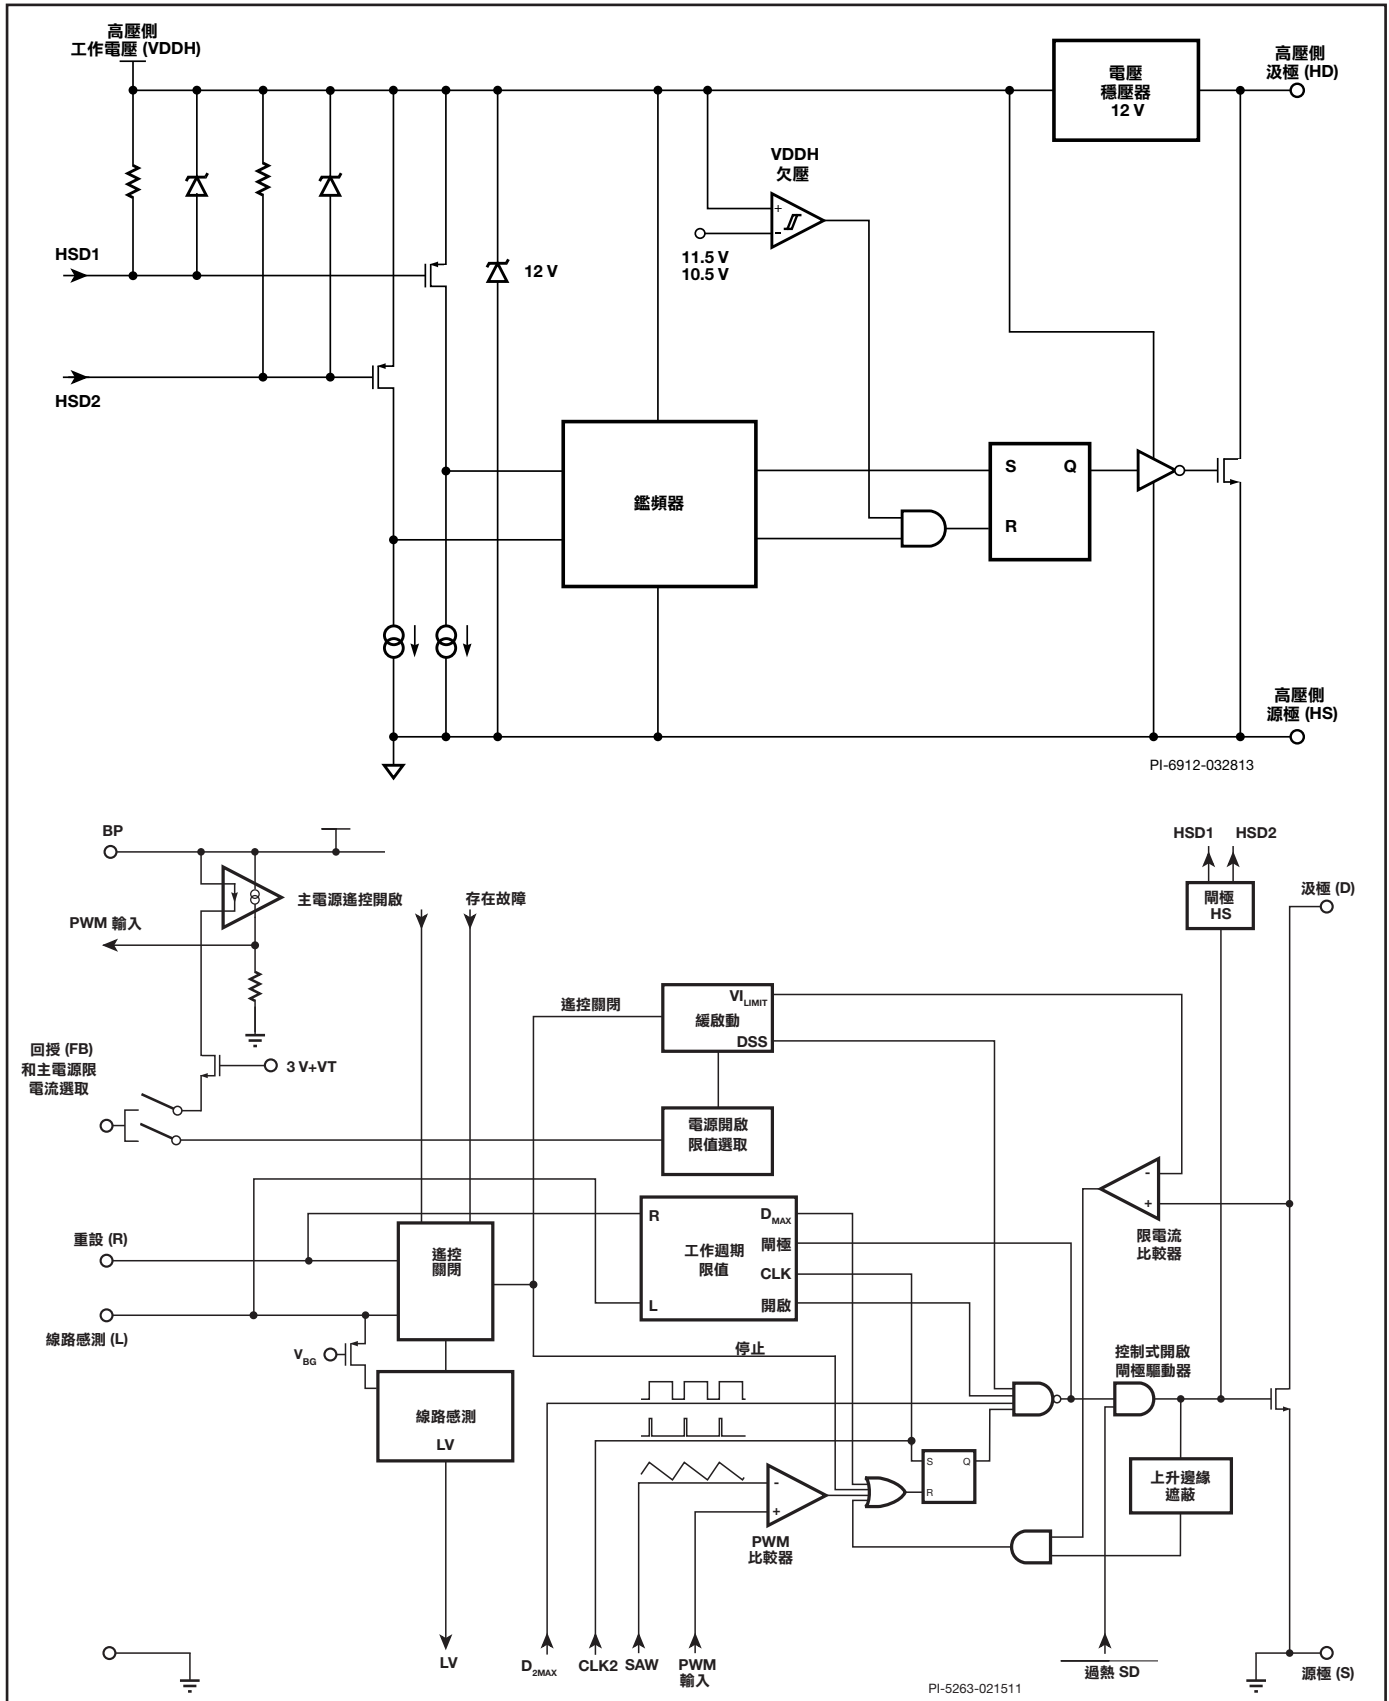 高壓側
工作電壓 (VDDH)
電壓
穩壓器
12 V
高壓側
汲極 (HD)
VDDH
欠壓
+
-
11.5 V
10.5 V
HSD1
12 V
HSD2
鑑頻器
S
Q
R
高壓側
源極 (HS)
PI-6912-032813
BP
主電源遙控開啟
存在故障
HSD1
HSD2
閘極
HS
汲極 (D)
PWM 輸入
遙控關閉
VI LIMIT
緩啟動
DSS
回授 (FB)
和主電源限
電流選取
3 V+VT
電源開啟
限值選取
-
+
限電流
比較器
重設 (R)
遙控
關閉
R
DMAX
工作週期
限值
閘極
CLK
L
開啟
線路感測 (L)
VBG
停止
控制式開啟
閘極驅動器
線路感測
LV
S
Q
R
上升邊緣
遮蔽
-
+
PWM
比較器
LV
D2MAX
CLK2
SAW
PWM
輸入
過熱 SD
源極 (S)
PI-5263-021511